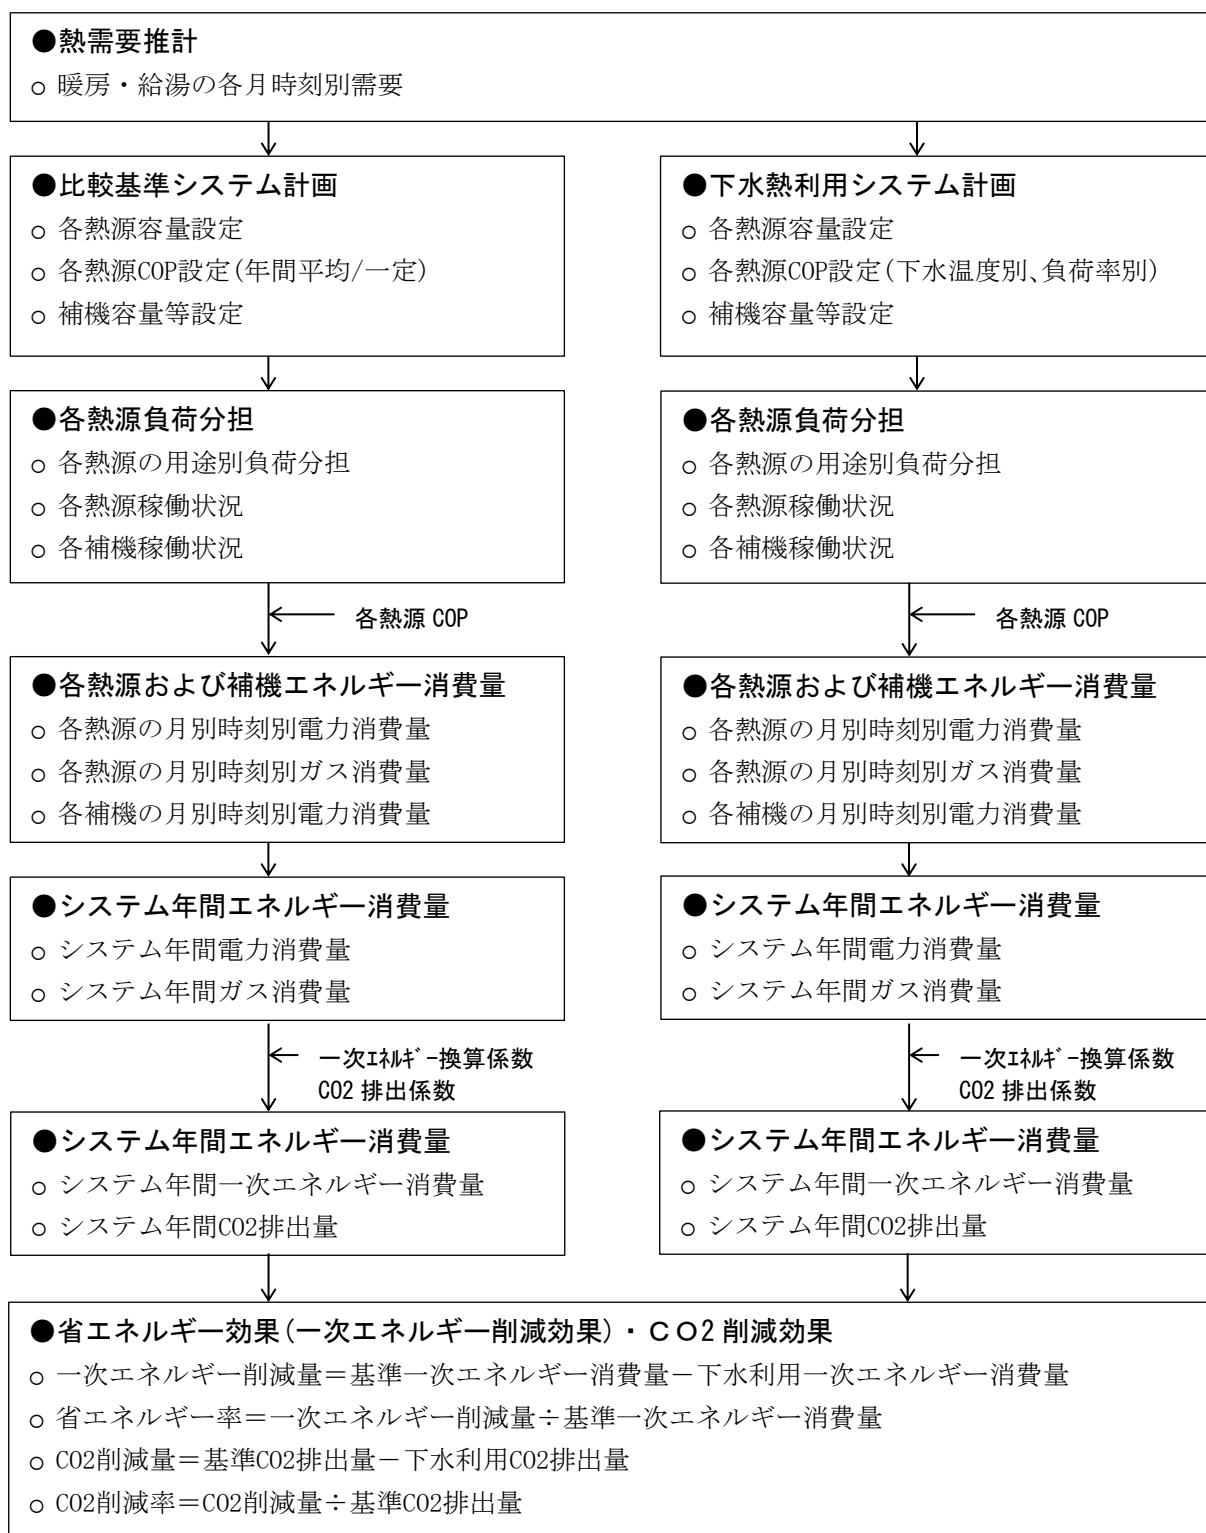 ●熱需要推計
○ 暖房・給湯の各月時刻別需要
●比較基準システム計画
○ 各熱源容量設定
○ 各熱源COP設定(年間平均/一定)
○ 補機容量等設定
●下水熱利用システム計画
○ 各熱源容量設定
○ 各熱源COP設定(下水温度別、負荷率別)
○ 補機容量等設定
●各熱源負荷分担
○ 各熱源の用途別負荷分担
○ 各熱源稼働状況
○ 各補機稼働状況
●各熱源負荷分担
○ 各熱源の用途別負荷分担
○ 各熱源稼働状況
○ 各補機稼働状況
各熱源 COP
各熱源 COP
●各熱源および補機エネルギー消費量
○ 各熱源の月別時刻別電力消費量
○ 各熱源の月別時刻別ガス消費量
○ 各補機の月別時刻別電力消費量
●各熱源および補機エネルギー消費量
○ 各熱源の月別時刻別電力消費量
○ 各熱源の月別時刻別ガス消費量
○ 各補機の月別時刻別電力消費量
●システム年間エネルギー消費量
○ システム年間電力消費量
○ システム年間ガス消費量
●システム年間エネルギー消費量
○ システム年間電力消費量
○ システム年間ガス消費量
一次ｴﾈﾙｷﾞｰ換算係数
CO2 排出係数
一次ｴﾈﾙｷﾞｰ換算係数
CO2 排出係数
●システム年間エネルギー消費量
○ システム年間一次エネルギー消費量
○ システム年間CO2排出量
●システム年間エネルギー消費量
○ システム年間一次エネルギー消費量
○ システム年間CO2排出量
●省エネルギー効果(一次エネルギー削減効果)・ＣＯ2 削減効果
○ 一次エネルギー削減量＝基準一次エネルギー消費量－下水利用一次エネルギー消費量
○ 省エネルギー率＝一次エネルギー削減量÷基準一次エネルギー消費量
○ CO2削減量＝基準CO2排出量－下水利用CO2排出量
○ CO2削減率＝CO2削減量÷基準CO2排出量